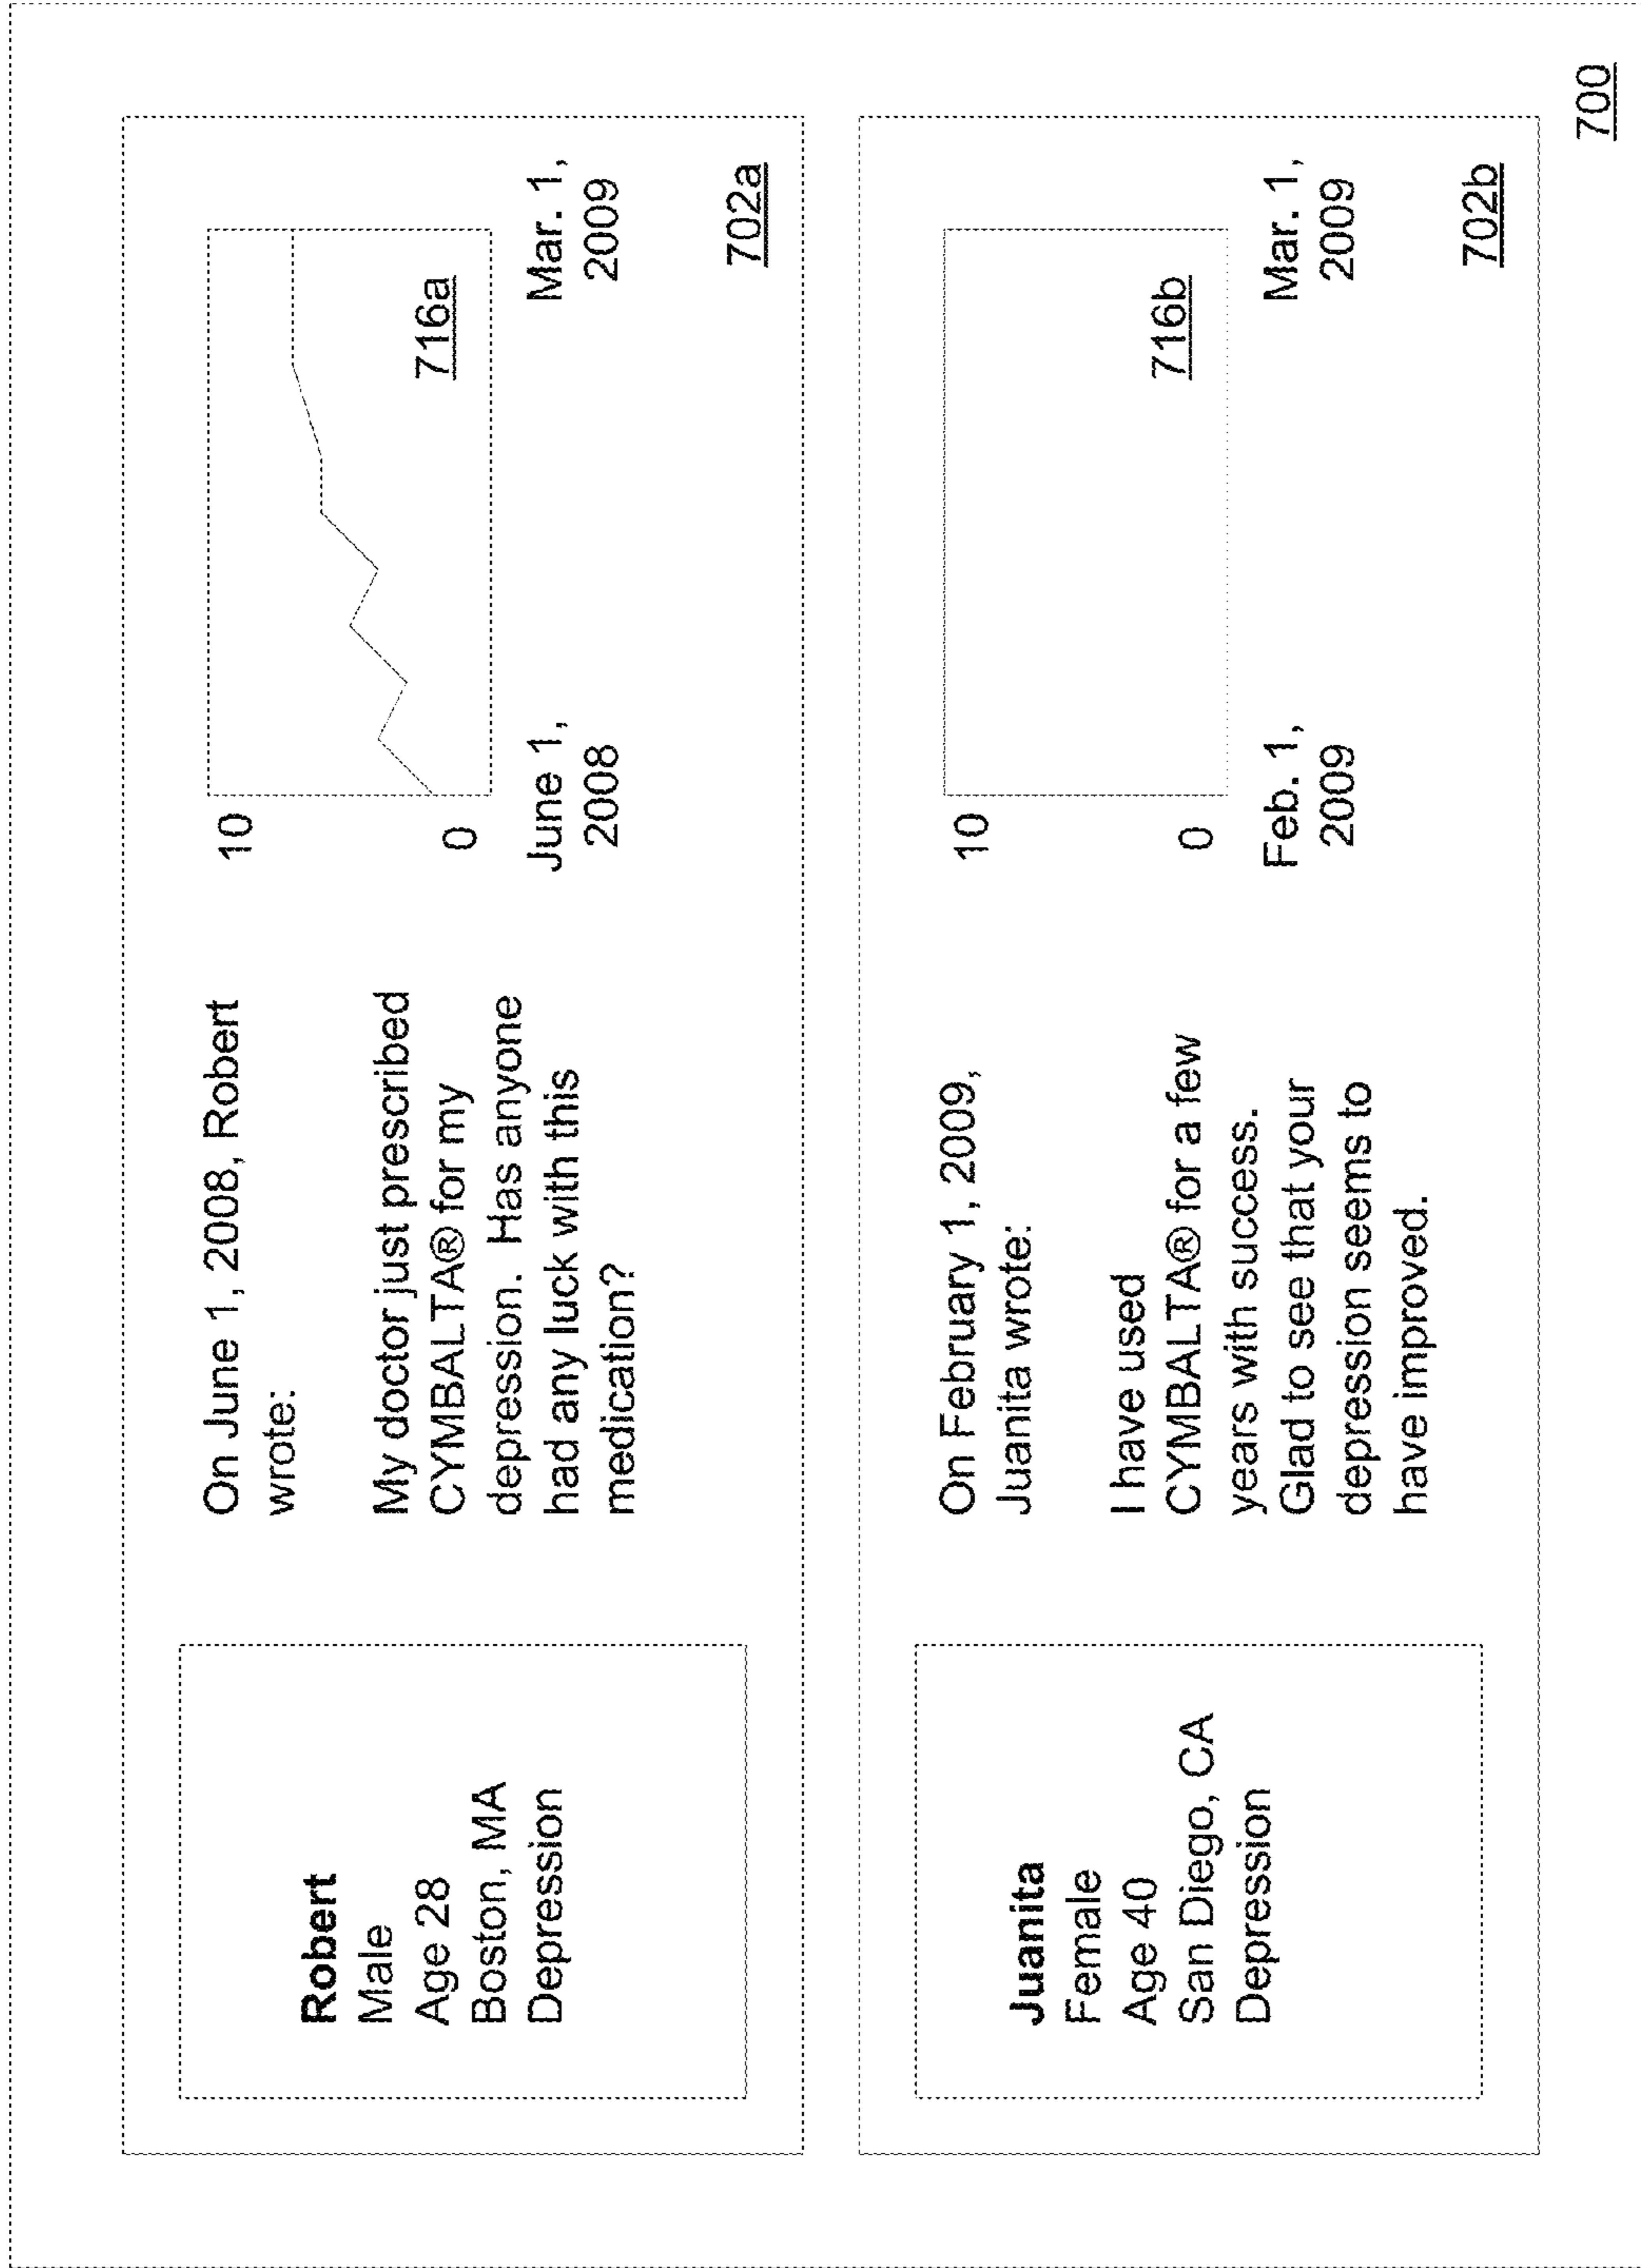 Robert
Male
Age 28
Boston, MA
Depression
On June 1, 2008, Robert
wrote:
My doctor just prescribed
CYMBALTA® for my
depression.  Has anyone
had any luck with this
medication?
10
0
716a
June 1,
2008
Mar. 1,
2009
702a
Juanita
Female
Age 40
San Diego, CA
Depression
On February 1, 2009,
Juanita wrote:
I have used
CYMBALTA® for a few
years with success.
Glad to see that your
depression seems to
have improved.
10
0
716b
Feb. 1,
2009
Mar. 1,
2009
702b
700